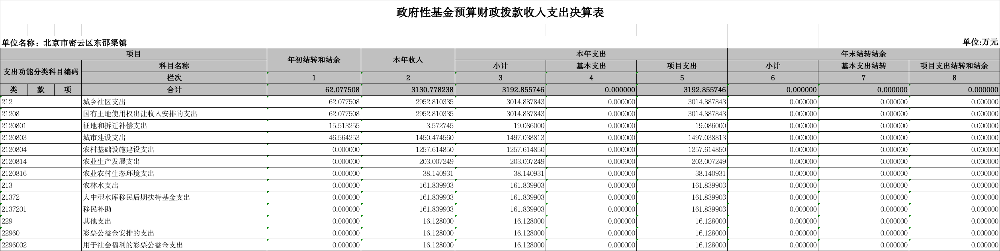 政府性基金预算财政拨款收入支出决算表
单位名称：北京市密云区东邵渠镇 单位:万元
项目 年初结转和结余 本年收入 本年支出 年末结转结余
支出功能分类科目编码 科目名称 小计 基本支出 项目支出 小计 基本支出结转 项目支出结转和结余
栏次 1 2 3 4 5 6 7 8
类 款 项 合计 62.077508 3130.778238 3192.855746 0.000000 3192.855746 0.000000 0.000000 0.000000
212 城乡社区支出 62.077508 2952.810335 3014.887843 0.000000 3014.887843 0.000000 0.000000 0.000000
21208 国有土地使用权出让收入安排的支出 62.077508 2952.810335 3014.887843 0.000000 3014.887843 0.000000 0.000000 0.000000
2120801 征地和拆迁补偿支出 15.513255 3.572745 19.086000 0.000000 19.086000 0.000000 0.000000 0.000000
2120803 城市建设支出 46.564253 1450.474560 1497.038813 0.000000 1497.038813 0.000000 0.000000 0.000000
2120804 农村基础设施建设支出 0.000000 1257.614850 1257.614850 0.000000 1257.614850 0.000000 0.000000 0.000000
2120814 农业生产发展支出 0.000000 203.007249 203.007249 0.000000 203.007249 0.000000 0.000000 0.000000
2120816 农业农村生态环境支出 0.000000 38.140931 38.140931 0.000000 38.140931 0.000000 0.000000 0.000000
213 农林水支出 0.000000 161.839903 161.839903 0.000000 161.839903 0.000000 0.000000 0.000000
21372 大中型水库移民后期扶持基金支出 0.000000 161.839903 161.839903 0.000000 161.839903 0.000000 0.000000 0.000000
2137201 移民补助 0.000000 161.839903 161.839903 0.000000 161.839903 0.000000 0.000000 0.000000
229 其他支出 0.000000 16.128000 16.128000 0.000000 16.128000 0.000000 0.000000 0.000000
22960 彩票公益金安排的支出 0.000000 16.128000 16.128000 0.000000 16.128000 0.000000 0.000000 0.000000
2296002 用于社会福利的彩票公益金支出 0.000000 16.128000 16.128000 0.000000 16.128000 0.000000 0.000000 0.000000